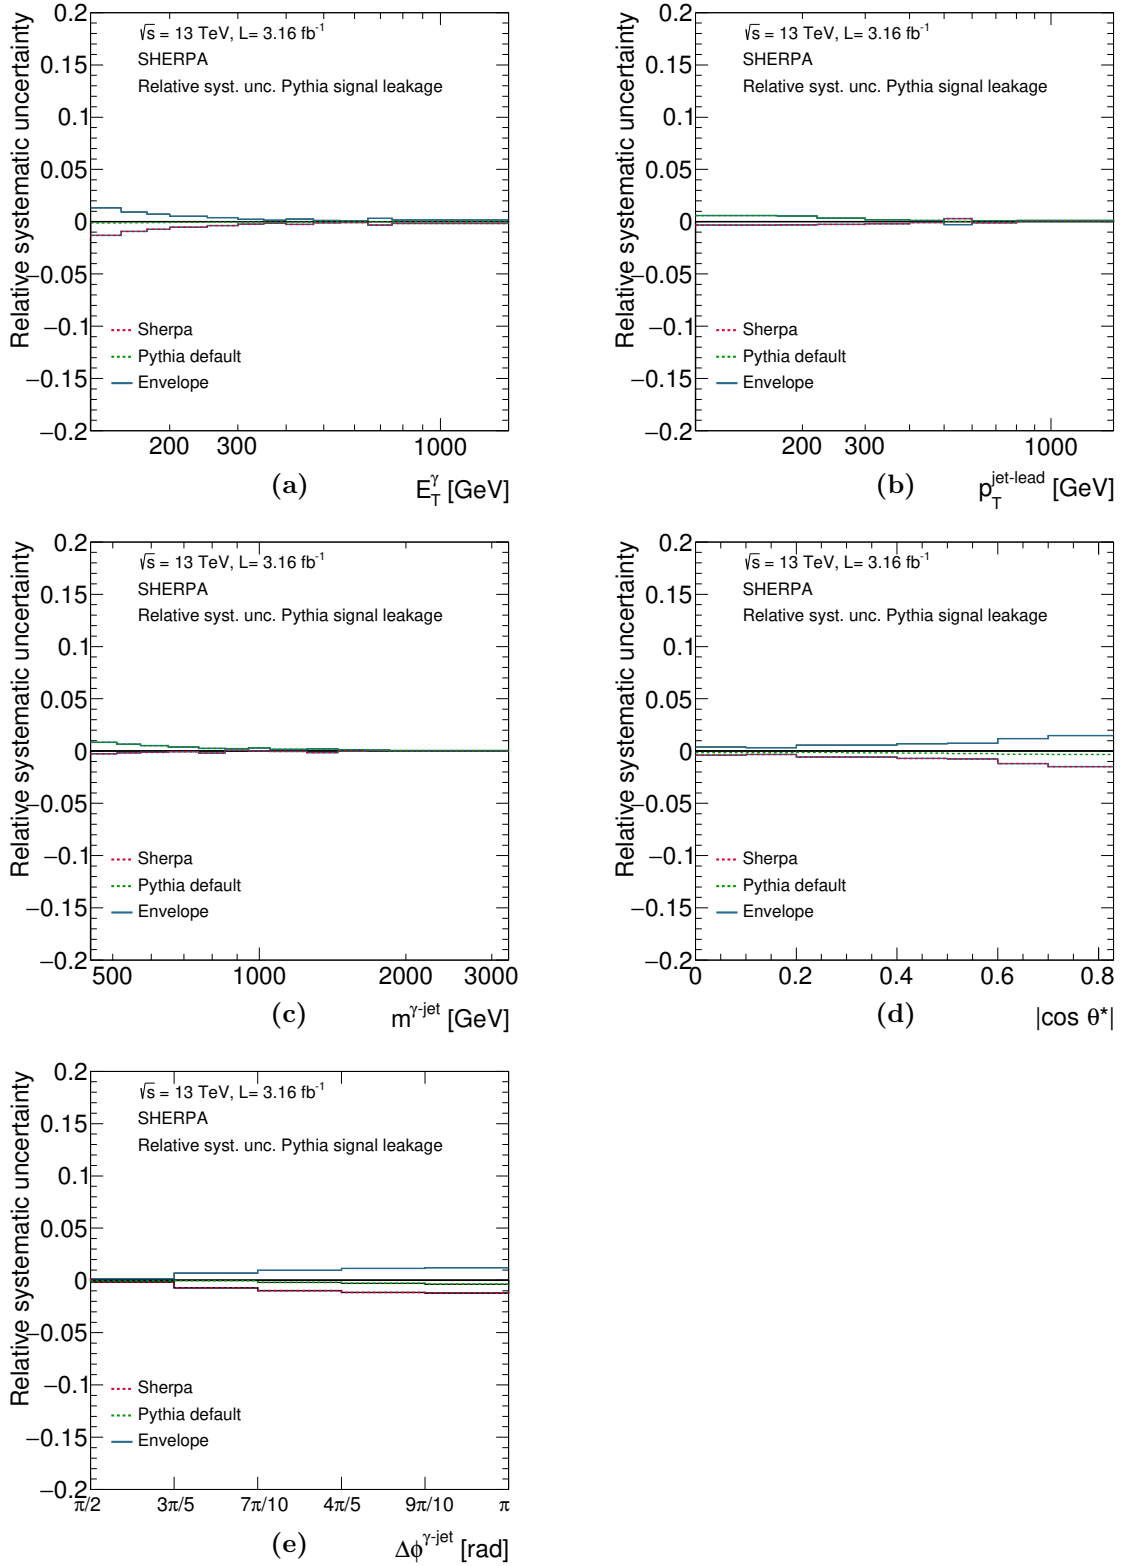 √s = 13 TeV, L= 3.16 fb⁻¹
SHERPA
Relative syst. unc. Pythia signal leakage
Relative systematic uncertainty
0.2
0.15
0.1
0.05
0
−0.05
−0.1
−0.15
−0.2
Sherpa
Pythia default
Envelope
200 300 1000
(a) E_T^γ [GeV]
√s = 13 TeV, L= 3.16 fb⁻¹
SHERPA
Relative syst. unc. Pythia signal leakage
Relative systematic uncertainty
0.2
0.15
0.1
0.05
0
−0.05
−0.1
−0.15
−0.2
Sherpa
Pythia default
Envelope
200 300 1000
(b) p_T^jet-lead [GeV]
√s = 13 TeV, L= 3.16 fb⁻¹
SHERPA
Relative syst. unc. Pythia signal leakage
Relative systematic uncertainty
0.2
0.15
0.1
0.05
0
−0.05
−0.1
−0.15
−0.2
Sherpa
Pythia default
Envelope
500 1000 2000 3000
(c) m^γ-jet [GeV]
√s = 13 TeV, L= 3.16 fb⁻¹
SHERPA
Relative syst. unc. Pythia signal leakage
Relative systematic uncertainty
0.2
0.15
0.1
0.05
0
−0.05
−0.1
−0.15
−0.2
Sherpa
Pythia default
Envelope
0 0.2 0.4 0.6 0.8
(d) |cos θ*|
√s = 13 TeV, L= 3.16 fb⁻¹
SHERPA
Relative syst. unc. Pythia signal leakage
Relative systematic uncertainty
0.2
0.15
0.1
0.05
0
−0.05
−0.1
−0.15
−0.2
Sherpa
Pythia default
Envelope
π/2 3π/5 7π/10 4π/5 9π/10 π
(e) Δϕ^γ-jet [rad]